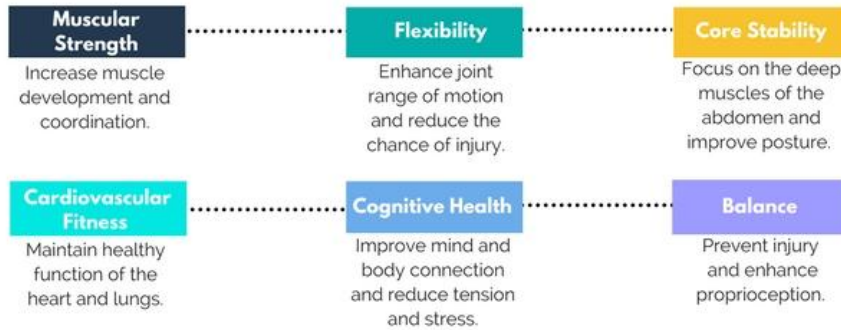 Muscular
Strength
Increase muscle
development and
coordination.
Flexibility
Enhance joint
range of motion
and reduce the
chance of injury.
Core Stability
Focus on the deep
muscles of the
abdomen and
improve posture.
Cardiovascular
Fitness
Maintain healthy
function of the
heart and lungs.
Cognitive Health
Improve mind and
body connection
and reduce tension
and stress.
Balance
Prevent injury
and enhance
proprioception.